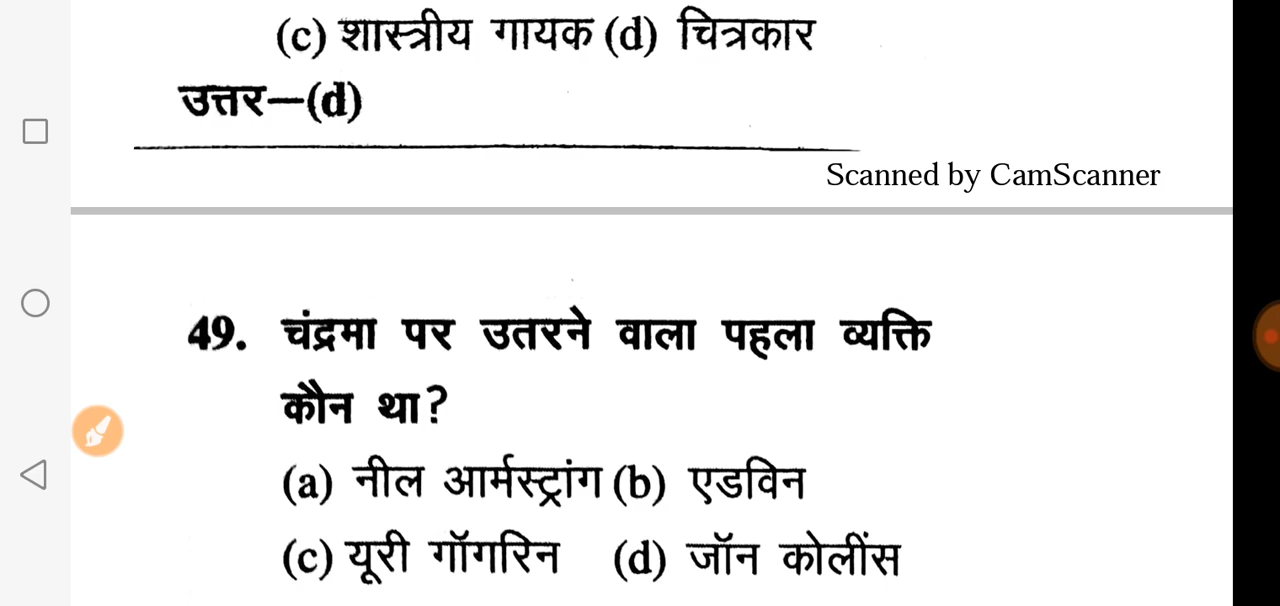 (c) शास्त्रीय गायक (d) चित्रकार
उत्तर—(d)
Scanned by CamScanner
49. चंद्रमा पर उतरने वाला पहला व्यक्ति
कौन था?
(a) नील आर्मस्ट्रांग (b) एडविन
(c) यूरी गॉगरिन (d) जॉन कोलींस